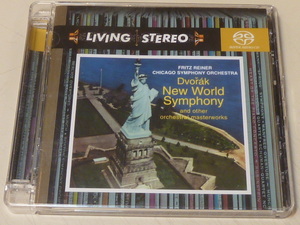 LIVING STEREO
FRITZ REINER
CHICAGO SYMPHONY ORCHESTRA
Dvořák
New World
Symphony
and other
orchestral masterworks